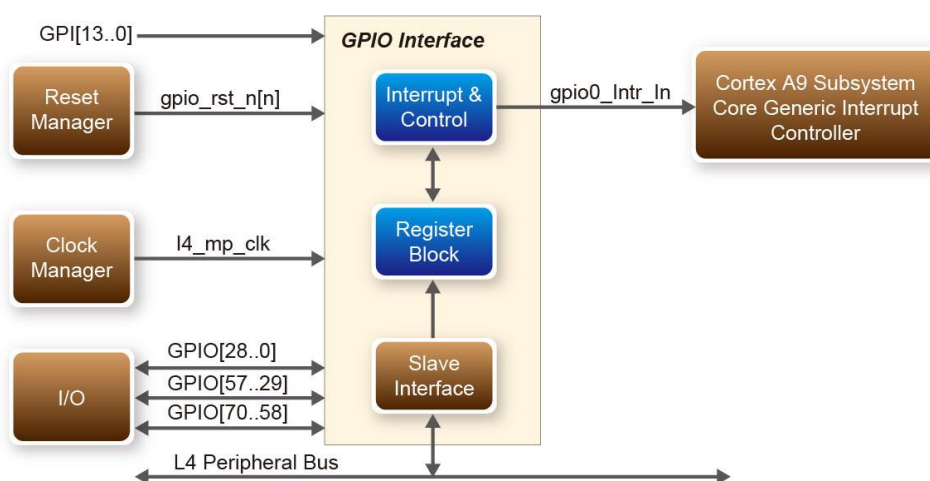 GPI[13..0]
GPIO Interface
Reset
Manager
gpio_rst_n[n]
Interrupt &
Control
gpio0_Intr_In
Cortex A9 Subsystem
Core Generic Interrupt
Controller
Clock
Manager
l4_mp_clk
Register
Block
I/O
GPIO[28..0]
GPIO[57..29]
GPIO[70..58]
Slave
Interface
L4 Peripheral Bus